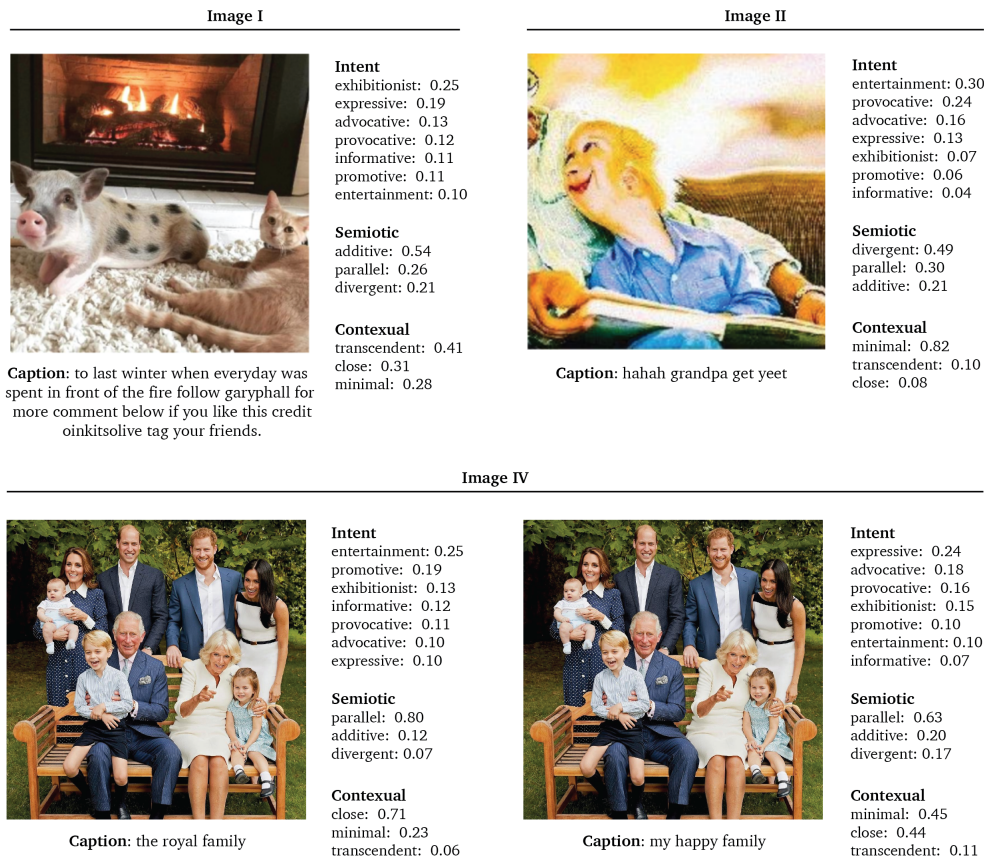 Image I
Intent
exhibitionist: 0.25
expressive: 0.19
advocative: 0.13
provocative: 0.12
informative: 0.11
promotive: 0.11
entertainment: 0.10
Semiotic
additive: 0.54
parallel: 0.26
divergent: 0.21
Contexual
transcendent: 0.41
close: 0.31
minimal: 0.28
Caption: to last winter when everyday was
spent in front of the fire follow garyphall for
more comment below if you like this credit
oinkitsolive tag your friends.
Image II
Intent
entertainment: 0.30
provocative: 0.24
advocative: 0.16
expressive: 0.13
exhibitionist: 0.07
promotive: 0.06
informative: 0.04
Semiotic
divergent: 0.49
parallel: 0.30
additive: 0.21
Contexual
minimal: 0.82
transcendent: 0.10
close: 0.08
Caption: hahah grandpa get yeet
Image IV
Intent
entertainment: 0.25
promotive: 0.19
exhibitionist: 0.13
informative: 0.12
provocative: 0.11
advocative: 0.10
expressive: 0.10
Semiotic
parallel: 0.80
additive: 0.12
divergent: 0.07
Contexual
close: 0.71
minimal: 0.23
transcendent: 0.06
Caption: the royal family
Intent
expressive: 0.24
advocative: 0.18
provocative: 0.16
exhibitionist: 0.15
promotive: 0.10
entertainment: 0.10
informative: 0.07
Semiotic
parallel: 0.63
additive: 0.20
divergent: 0.17
Contexual
minimal: 0.45
close: 0.44
transcendent: 0.11
Caption: my happy family